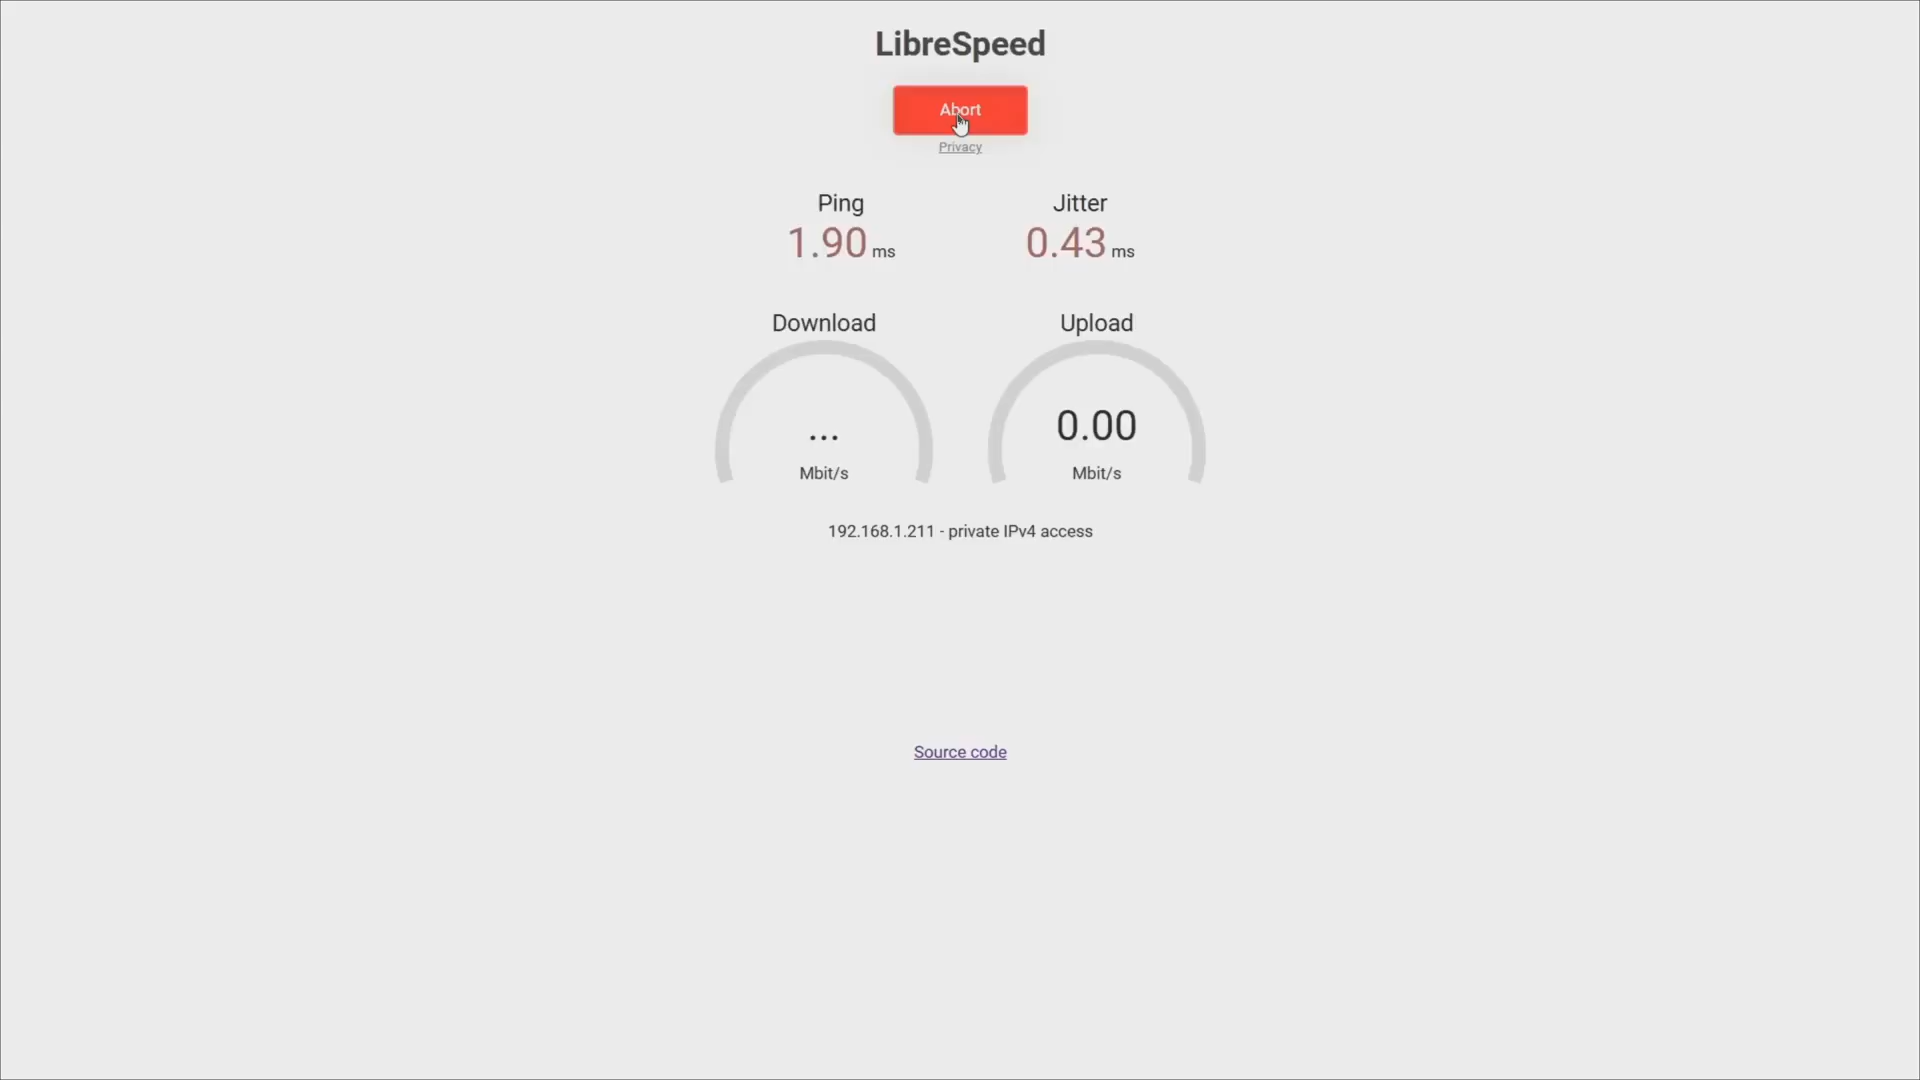 LibreSpeed
Abort
Privacy
Ping
1.90 ms
Jitter
0.43 ms
Download
...
Mbit/s
Upload
0.00
Mbit/s
192.168.1.211 - private IPv4 access
Source code